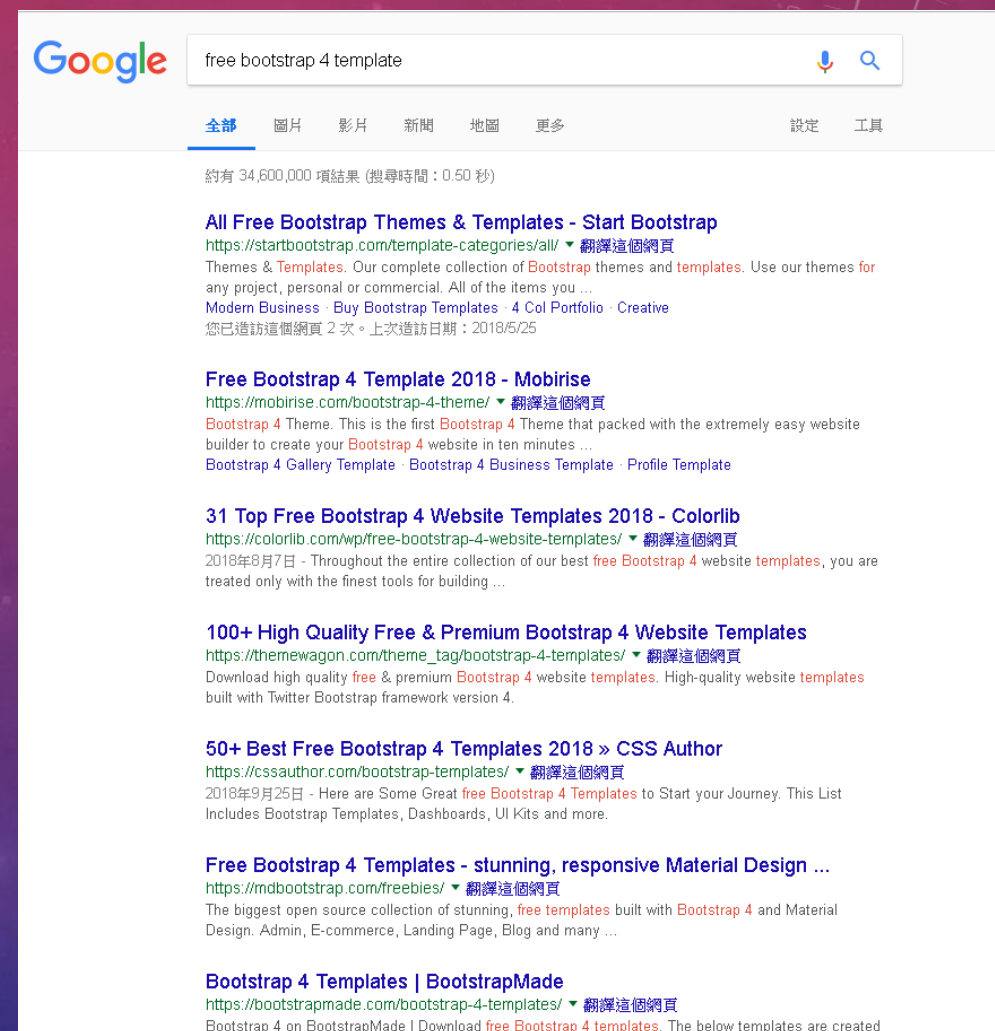 Google
free bootstrap 4 template
全部 圖片 影片 新聞 地圖 更多 設定 工具
約有 34,600,000 項結果 (搜尋時間：0.50 秒)
All Free Bootstrap Themes & Templates - Start Bootstrap
https://startbootstrap.com/template-categories/all/ ▼ 翻譯這個網頁
Themes & Templates. Our complete collection of Bootstrap themes and templates. Use our themes for
any project, personal or commercial. All of the items you ...
Modern Business · Buy Bootstrap Templates · 4 Col Portfolio · Creative
您已造訪這個網頁 2 次。上次造訪日期：2018/5/25
Free Bootstrap 4 Template 2018 - Mobirise
https://mobirise.com/bootstrap-4-theme/ ▼ 翻譯這個網頁
Bootstrap 4 Theme. This is the first Bootstrap 4 Theme that packed with the extremely easy website
builder to create your Bootstrap 4 website in ten minutes ...
Bootstrap 4 Gallery Template · Bootstrap 4 Business Template · Profile Template
31 Top Free Bootstrap 4 Website Templates 2018 - Colorlib
https://colorlib.com/wp/free-bootstrap-4-website-templates/ ▼ 翻譯這個網頁
2018年8月7日 - Throughout the entire collection of our best free Bootstrap 4 website templates, you are
treated only with the finest tools for building ...
100+ High Quality Free & Premium Bootstrap 4 Website Templates
https://themewagon.com/theme_tag/bootstrap-4-templates/ ▼ 翻譯這個網頁
Download high quality free & premium Bootstrap 4 website templates. High-quality website templates
built with Twitter Bootstrap framework version 4.
50+ Best Free Bootstrap 4 Templates 2018 » CSS Author
https://cssauthor.com/bootstrap-templates/ ▼ 翻譯這個網頁
2018年9月25日 - Here are Some Great free Bootstrap 4 Templates to Start your Journey. This List
Includes Bootstrap Templates, Dashboards, UI Kits and more.
Free Bootstrap 4 Templates - stunning, responsive Material Design ...
https://mdbootstrap.com/freebies/ ▼ 翻譯這個網頁
The biggest open source collection of stunning, free templates built with Bootstrap 4 and Material
Design. Admin, E-commerce, Landing Page, Blog and many ...
Bootstrap 4 Templates | BootstrapMade
https://bootstrapmade.com/bootstrap-4-templates/ ▼ 翻譯這個網頁
Bootstrap 4 on BootstrapMade | Download free Bootstrap 4 templates. The below templates are created